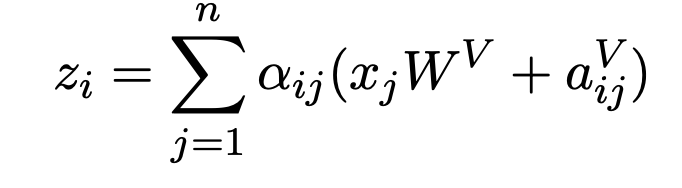 z_i = \sum_{j=1}^{n} \alpha_{ij}(x_j W^V + a_{ij}^V)